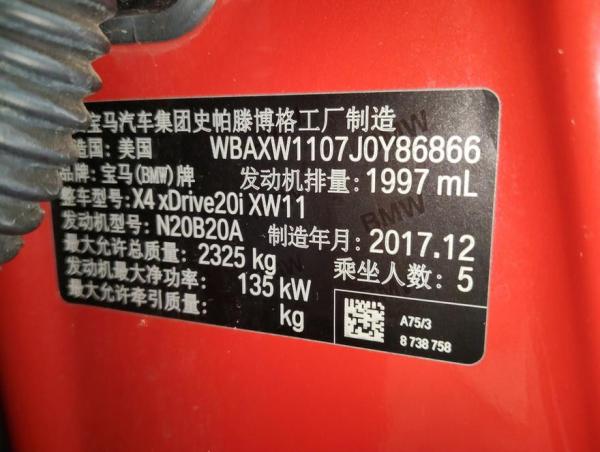 宝马汽车集团史帕滕博格工厂制造
造国: 美国 WBAXW1107J0Y86866
品牌: 宝马(BMW)牌 发动机排量: 1997 mL
整车型号: X4 xDrive20i XW11
发动机型号: N20B20A 制造年月: 2017.12
最大允许总质量: 2325 kg
发动机最大净功率: 135 kW 乘坐人数: 5
最大允许牵引质量: kg
A75/3
8 738 758